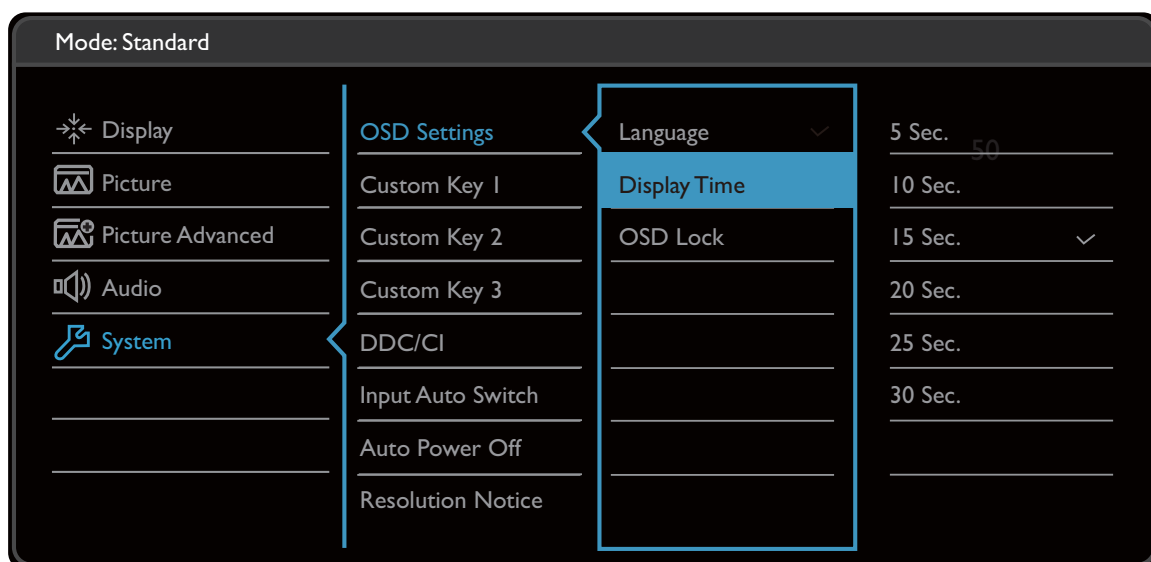 Mode: Standard
Display
Picture
Picture Advanced
Audio
System
OSD Settings
Custom Key 1
Custom Key 2
Custom Key 3
DDC/CI
Input Auto Switch
Auto Power Off
Resolution Notice
Language
Display Time
OSD Lock
5 Sec.
50
10 Sec.
15 Sec.
20 Sec.
25 Sec.
30 Sec.